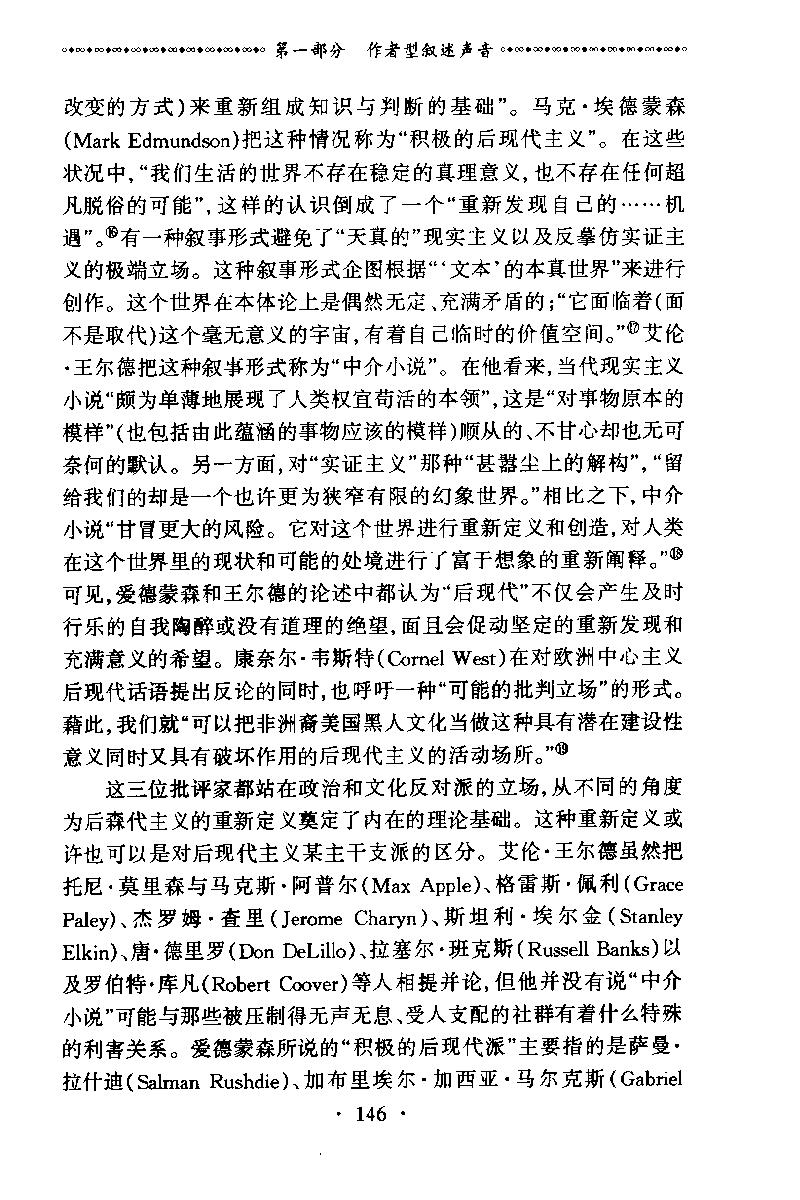 第一部分 作者型叙述声音
改变的方式)来重新组成知识与判断的基础”。马克·埃德蒙森
(Mark Edmundson)把这种情况称为“积极的后现代主义”。在这些
状况中,“我们生活的世界不存在稳定的真理意义,也不存在任何超
凡脱俗的可能”,这样的认识倒成了一个“重新发现自己的……机
遇”。⑯有一种叙事形式避免了“天真的”现实主义以及反摹仿实证主
义的极端立场。这种叙事形式企图根据“‘文本’的本真世界”来进行
创作。这个世界在本体论上是偶然无定、充满矛盾的;“它面临着(面
不是取代)这个毫无意义的宇宙,有着自己临时的价值空间。”⑰艾伦
·王尔德把这种叙事形式称为“中介小说”。在他看来,当代现实主义
小说“颇为单薄地展现了人类权宜苟活的本领”,这是“对事物原本的
模样”(也包括由此蕴涵的事物应该的模样)顺从的、不甘心却也无可
奈何的默认。另一方面,对“实证主义”那种“甚嚣尘上的解构”,“留
给我们的却是一个也许更为狭窄有限的幻象世界。”相比之下,中介
小说“甘冒更大的风险。它对这个世界进行重新定义和创造,对人类
在这个世界里的现状和可能的处境进行了富于想象的重新阐释。”⑱
可见,爱德蒙森和王尔德的论述中都认为“后现代”不仅会产生及时
行乐的自我陶醉或没有道理的绝望,面且会促动坚定的重新发现和
充满意义的希望。康奈尔·韦斯特(Cornel West)在对欧洲中心主义
后现代话语提出反论的同时,也呼吁一种“可能的批判立场”的形式。
藉此,我们就“可以把非洲裔美国黑人文化当做这种具有潜在建设性
意义同时又具有破坏作用的后现代主义的活动场所。”⑲
这三位批评家都站在政治和文化反对派的立场,从不同的角度
为后森代主义的重新定义奠定了内在的理论基础。这种重新定义或
许也可以是对后现代主义某主干支派的区分。艾伦·王尔德虽然把
托尼·莫里森与马克斯·阿普尔(Max Apple)、格雷斯·佩利(Grace
Paley)、杰罗姆·查里(Jerome Charyn)、斯坦利·埃尔金(Stanley
Elkin)、唐·德里罗(Don DeLillo)、拉塞尔·班克斯(Russell Banks)以
及罗伯特·库凡(Robert Coover)等人相提并论,但他并没有说“中介
小说”可能与那些被压制得无声无息、受人支配的社群有着什么特殊
的利害关系。爱德蒙森所说的“积极的后现代派”主要指的是萨曼·
拉什迪(Salman Rushdie)、加布里埃尔·加西亚·马尔克斯(Gabriel
· 146 ·